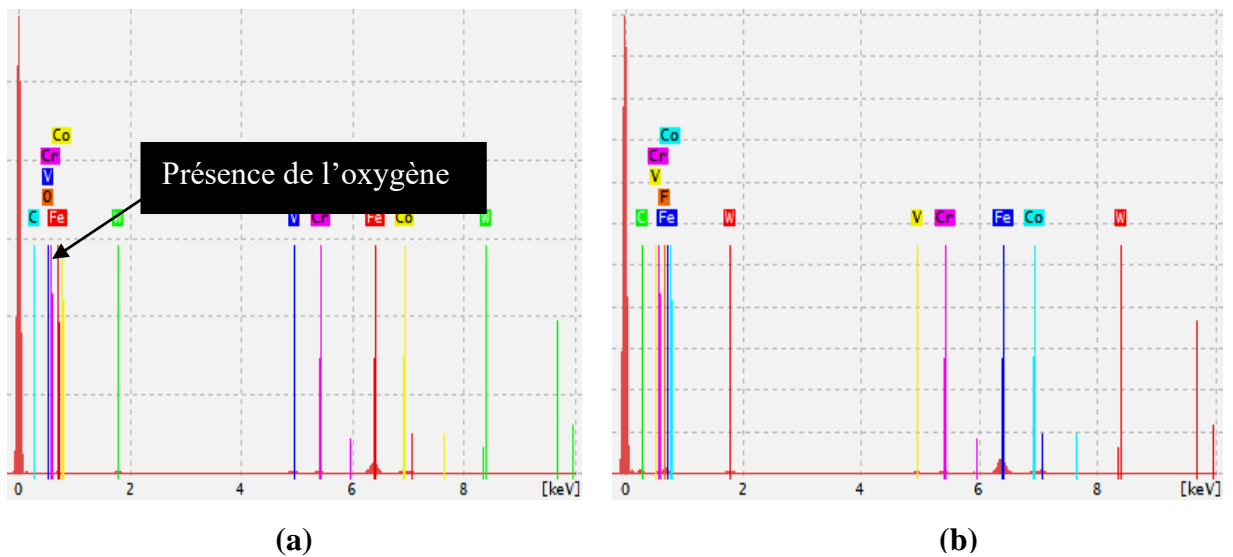 Co
Cr
V
O
C Fe W V Cr Fe Co W
Présence de l’oxygène
0 2 4 6 8 [keV]
(a)
Co
Cr
V
F
C Fe W V Cr Fe Co W
0 2 4 6 8 [keV]
(b)